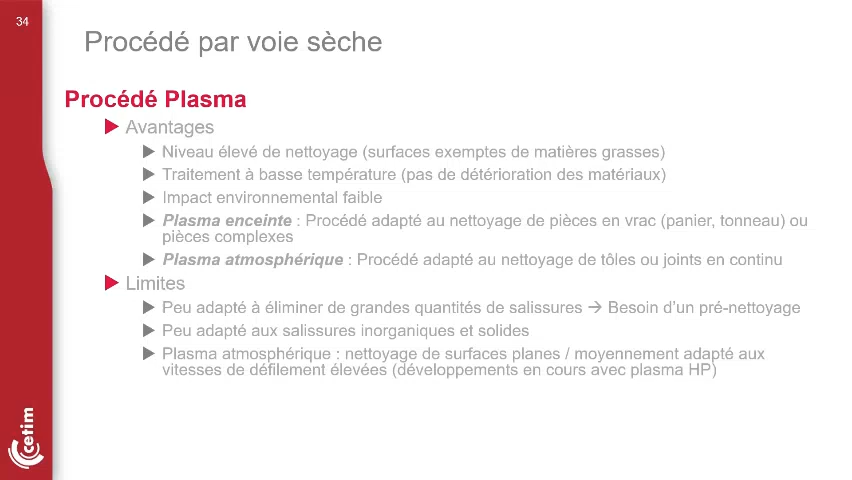 34
Procédé par voie sèche
Procédé Plasma
Avantages
Niveau élevé de nettoyage (surfaces exemptes de matières grasses)
Traitement à basse température (pas de détérioration des matériaux)
Impact environnemental faible
Plasma enceinte : Procédé adapté au nettoyage de pièces en vrac (panier, tonneau) ou
pièces complexes
Plasma atmosphérique : Procédé adapté au nettoyage de tôles ou joints en continu
Limites
Peu adapté à éliminer de grandes quantités de salissures → Besoin d'un pré-nettoyage
Peu adapté aux salissures inorganiques et solides
Plasma atmosphérique : nettoyage de surfaces planes / moyennement adapté aux
vitesses de défilement élevées (développements en cours avec plasma HP)
cetim